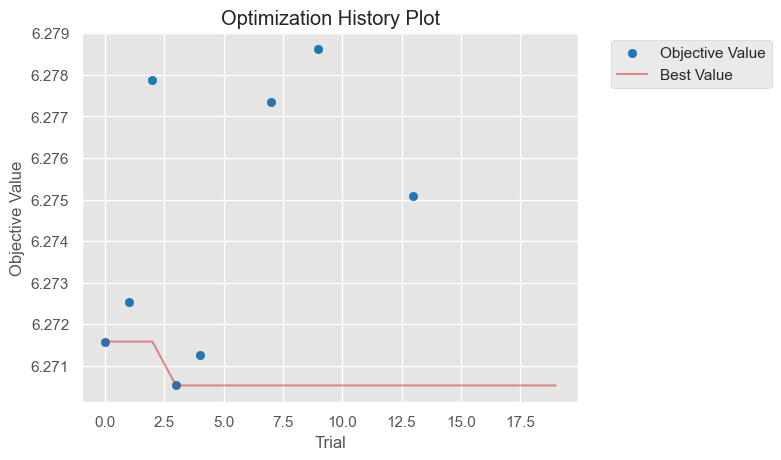 Optimization History Plot
6.279
6.278
6.277
6.276
6.275
6.274
6.273
6.272
6.271
Objective Value
0.0 2.5 5.0 7.5 10.0 12.5 15.0 17.5
Trial
Objective Value
Best Value